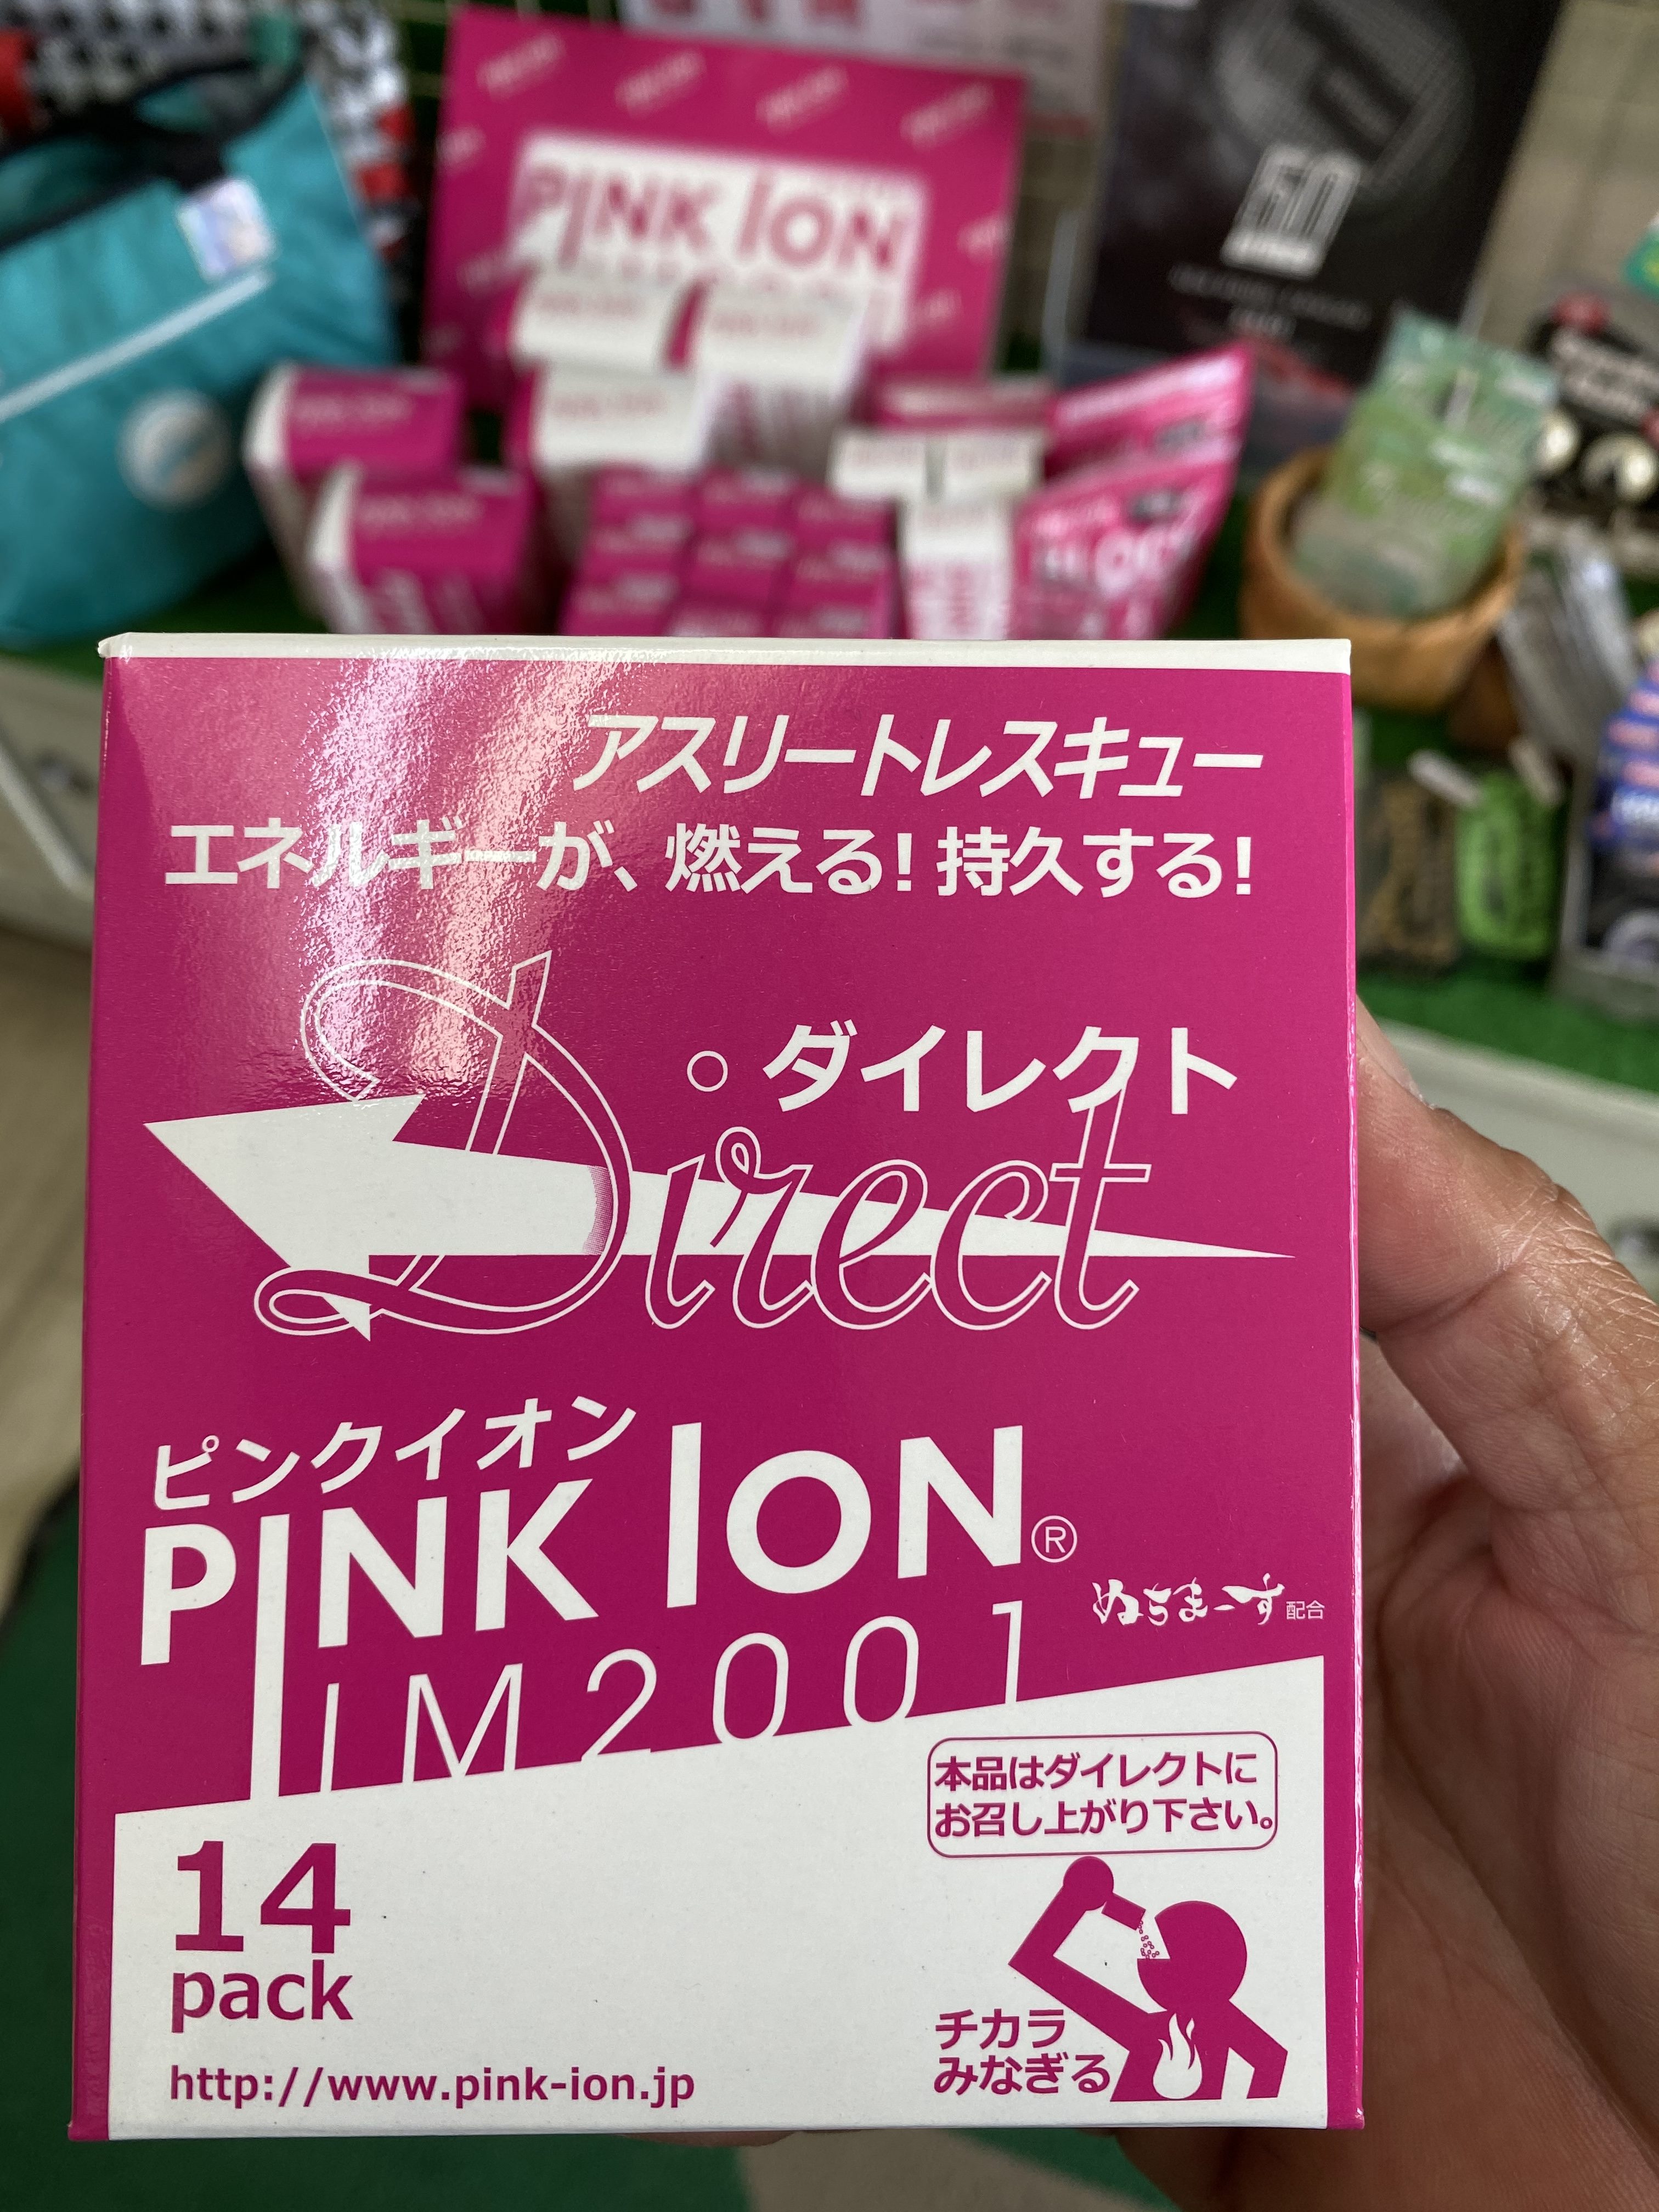 PINK ION
アスリートレスキュー
エネルギーが、燃える！持久する！
・ダイレクト
Direct
ピンクイオン
PINK ION®
ぬちまーす配合
IM2001
本品はダイレクトに
お召し上がり下さい。
14
pack
チカラ
みなぎる
http://www.pink-ion.jp